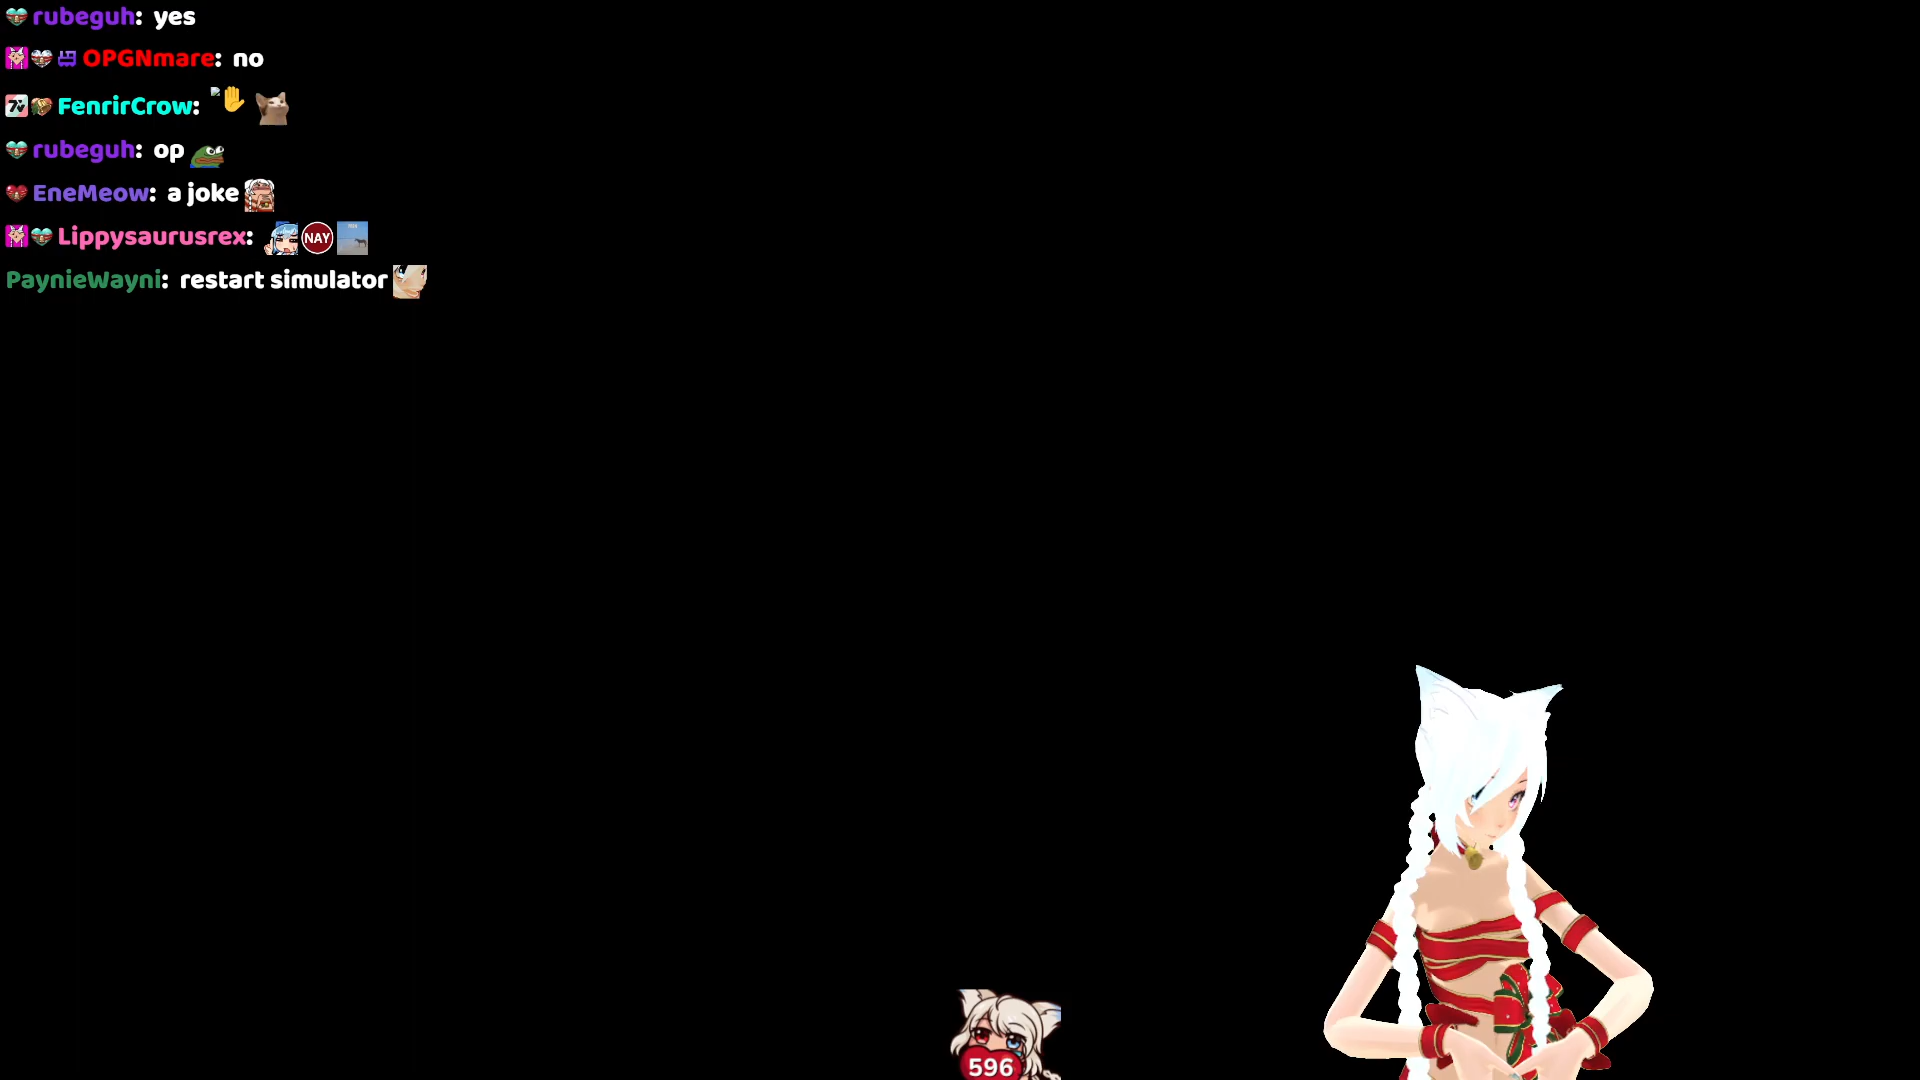 rubeguh: yes
OPGNmare: no
FenrirCrow:
rubeguh: op
EneMeow: a joke
Lippysaurusrex: NAY
PaynieWayni: restart simulator
596